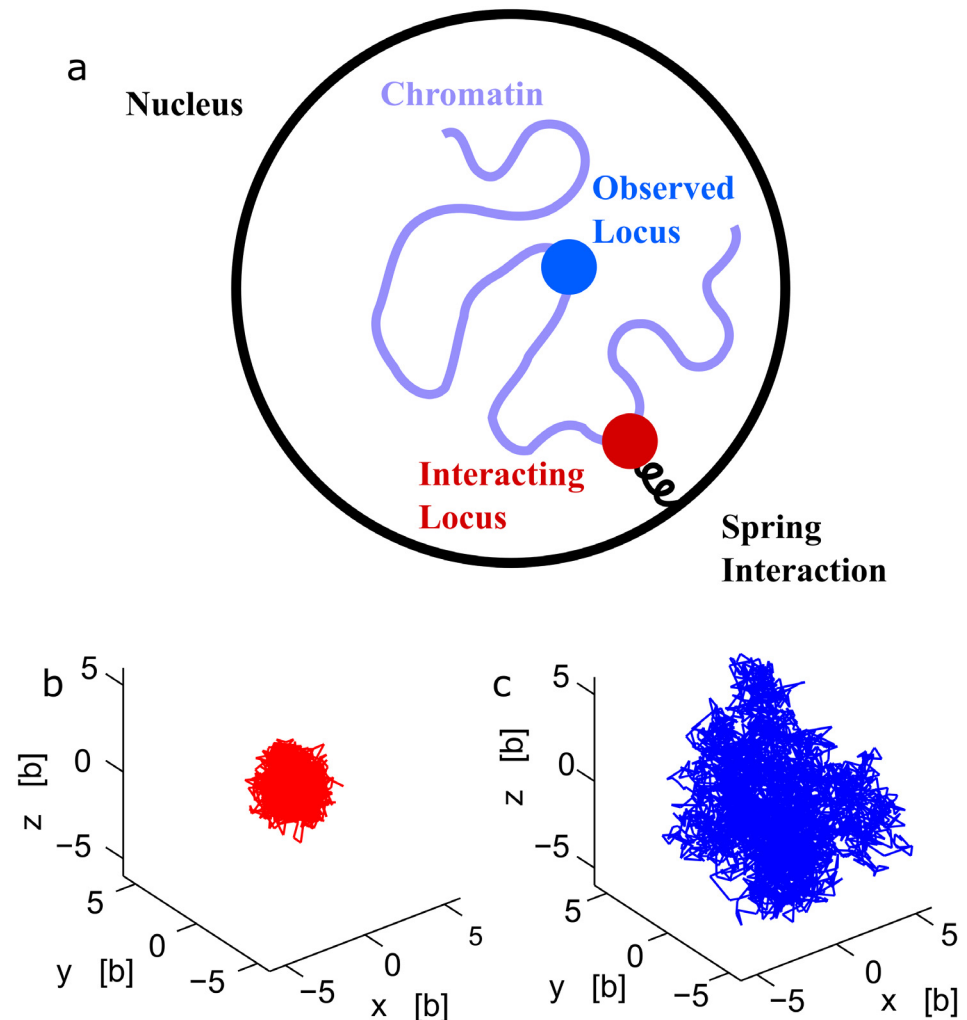 a
Nucleus
Chromatin
Observed
Locus
Interacting
Locus
Spring
Interaction
b
5
0
−5
z [b]
5
0
−5
y [b]
−5
0
5
x [b]
c
5
0
−5
z [b]
5
0
−5
y [b]
−5
0
5
x [b]